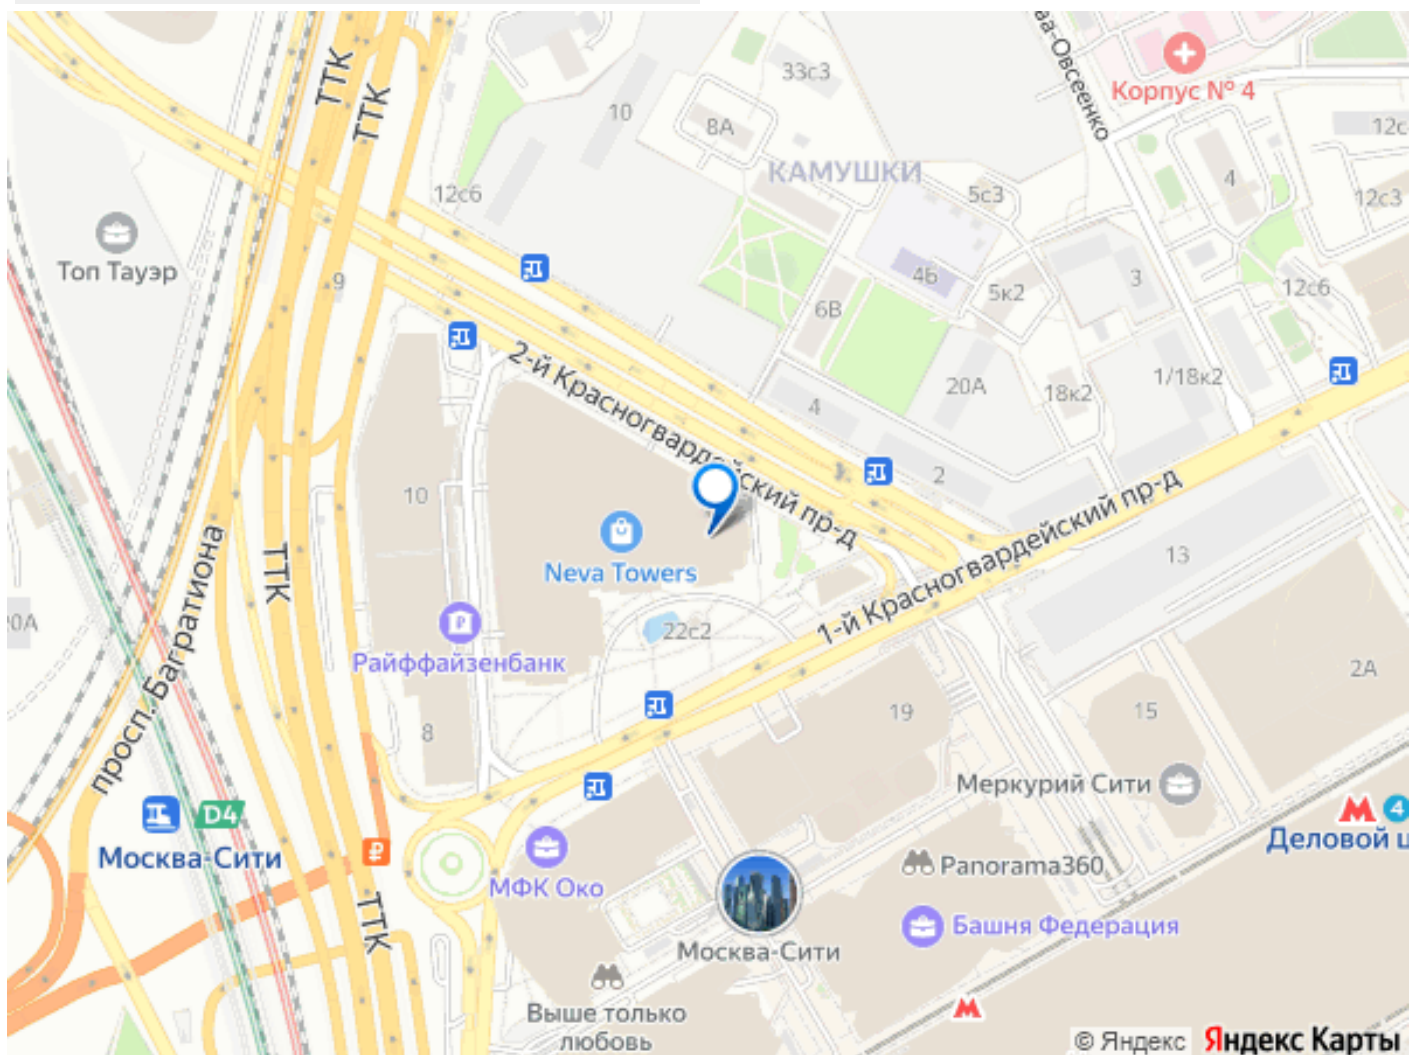 ТТК
ТТК
33с3
Корпус № 4
10
8А
12с
КАМУШКИ
4
12с6
5с3
12с3
Топ Тауэр
9
4Б
3
5к2
12с6
6В
2-й Красногвардейский пр-д
20А
1/18к2
18к2
4
2
10
1-й Красногвардейский пр-д
13
Neva Towers
ТТК
просп. Багратиона
22с2
Райффайзенбанк
2А
8
19
15
Меркурий Сити
4
D4
Москва-Сити
Деловой ц
Panorama360
МФК Око
ТТК
Башня Федерация
Москва-Сити
Выше только
любовь
© Яндекс Яндекс Карты